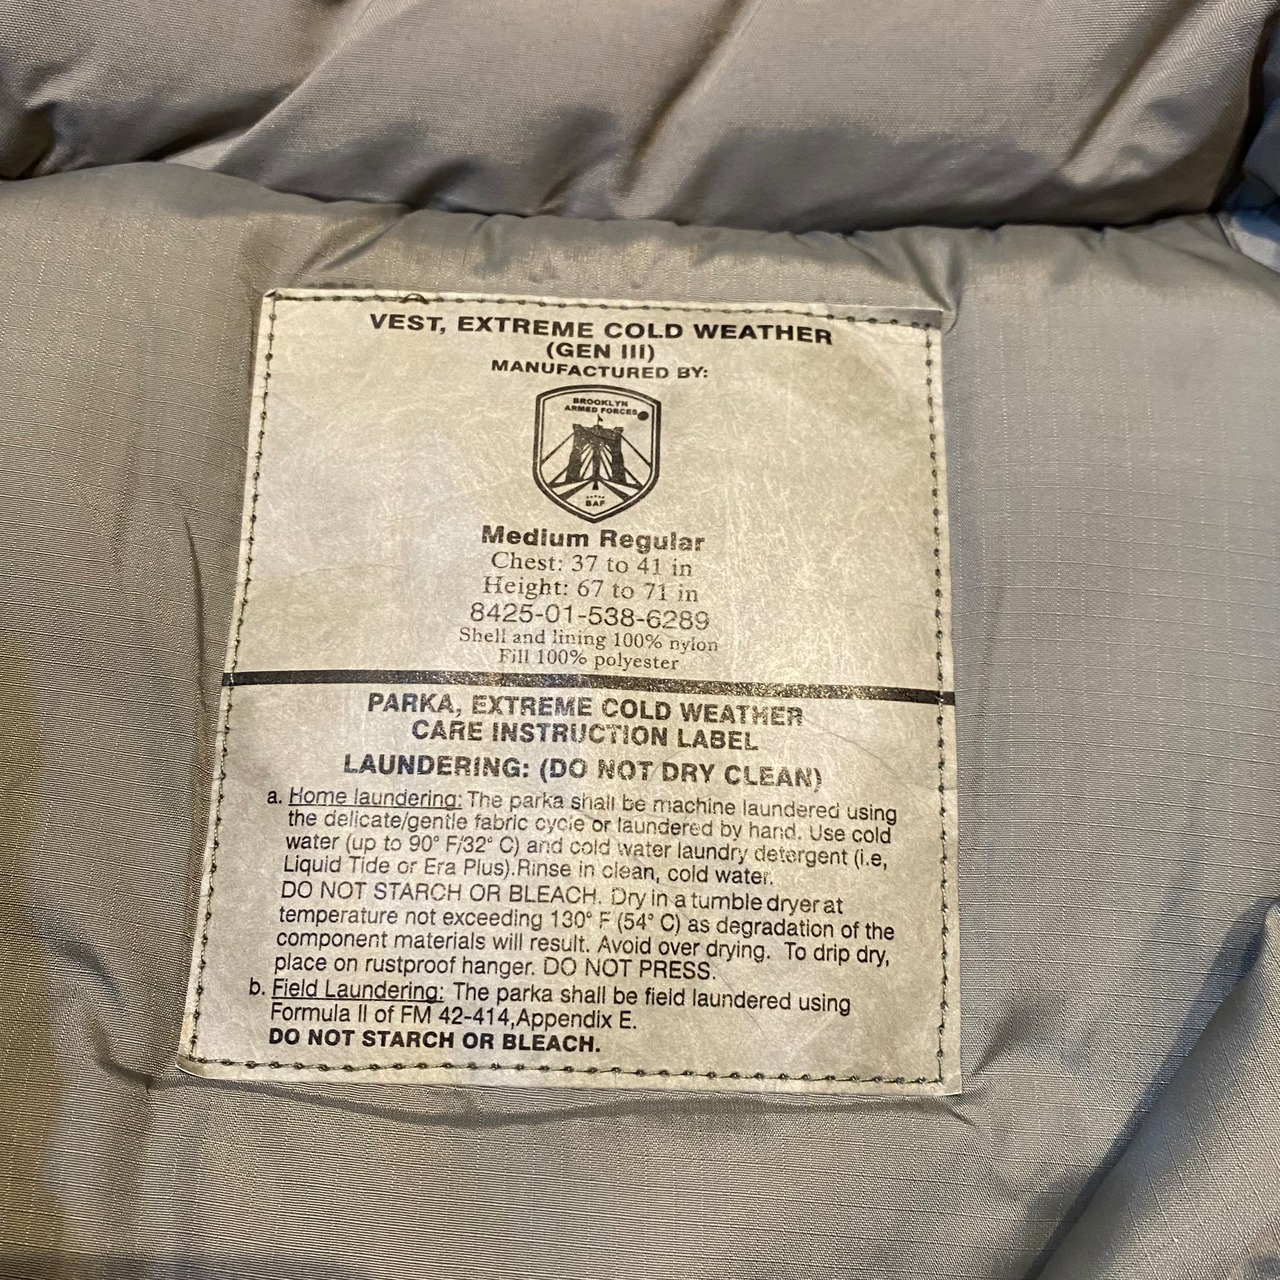 VEST, EXTREME COLD WEATHER
(GEN III)
MANUFACTURED BY:
BROOKLYN
ARMED FORCES
BAF
Medium Regular
Chest: 37 to 41 in
Height: 67 to 71 in
8425-01-538-6289
Shell and lining 100% nylon
Fill 100% polyester
PARKA, EXTREME COLD WEATHER
CARE INSTRUCTION LABEL
LAUNDERING: (DO NOT DRY CLEAN)
a. Home laundering: The parka shall be machine laundered using
the delicate/gentle fabric cycle or laundered by hand. Use cold
water (up to 90° F/32° C) and cold water laundry detergent (i.e,
Liquid Tide or Era Plus).Rinse in clean, cold water.
DO NOT STARCH OR BLEACH. Dry in a tumble dryer at
temperature not exceeding 130° F (54° C) as degradation of the
component materials will result. Avoid over drying. To drip dry,
place on rustproof hanger. DO NOT PRESS.
b. Field Laundering: The parka shall be field laundered using
Formula II of FM 42-414,Appendix E.
DO NOT STARCH OR BLEACH.